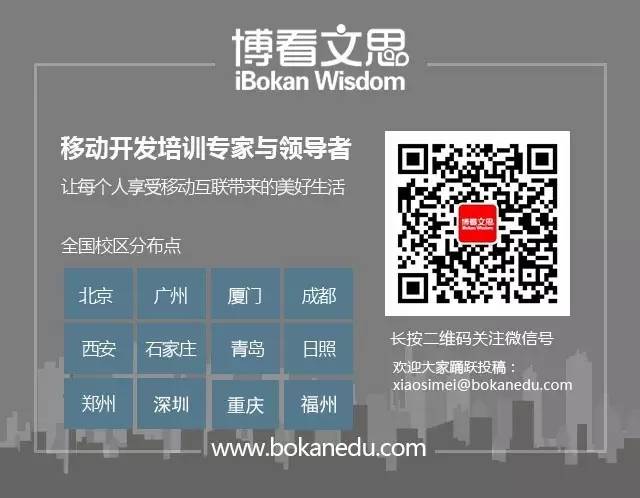 博看文思
iBokan Wisdom
移动开发培训专家与领导者
让每个人享受移动互联带来的美好生活
全国校区分布点
北京 广州 厦门 成都
西安 石家庄 青岛 日照
郑州 深圳 重庆 福州
博看文思
iBokan Wisdom
长按二维码关注微信号
欢迎大家踊跃投稿：
xiaosimei@bokanedu.com
www.bokanedu.com